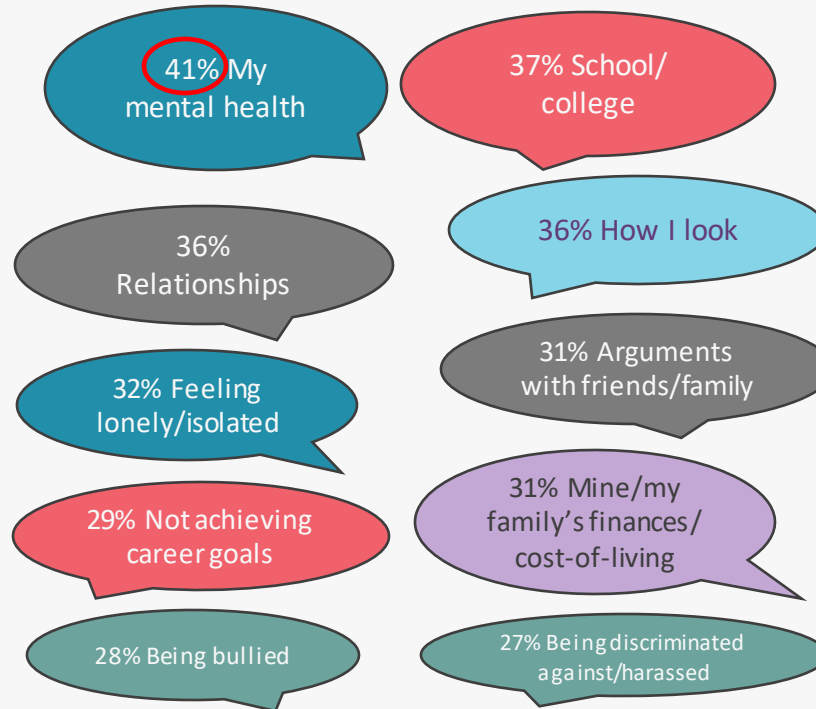 41% My
mental health
37% School/
college
36%
Relationships
36% How I look
32% Feeling
lonely/isolated
31% Arguments
with friends/family
29% Not achieving
career goals
31% Mine/my
family's finances/
cost-of-living
28% Being bullied
27% Being discriminated
against/harassed